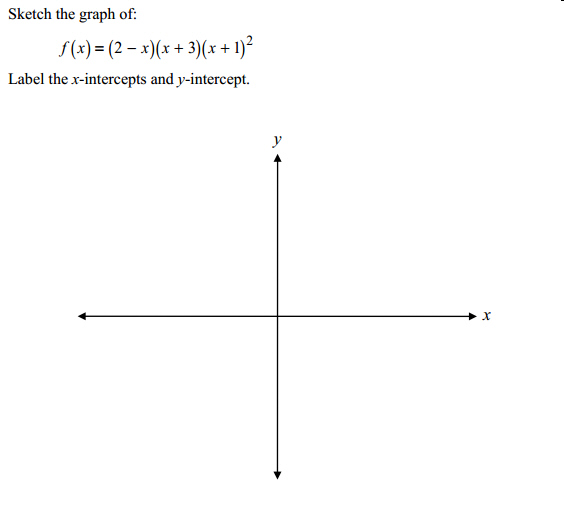 Sketch the graph of:
f(x) = (2 – x)(x + 3)(x + 1)²
Label the x-intercepts and y-intercept.
y
x